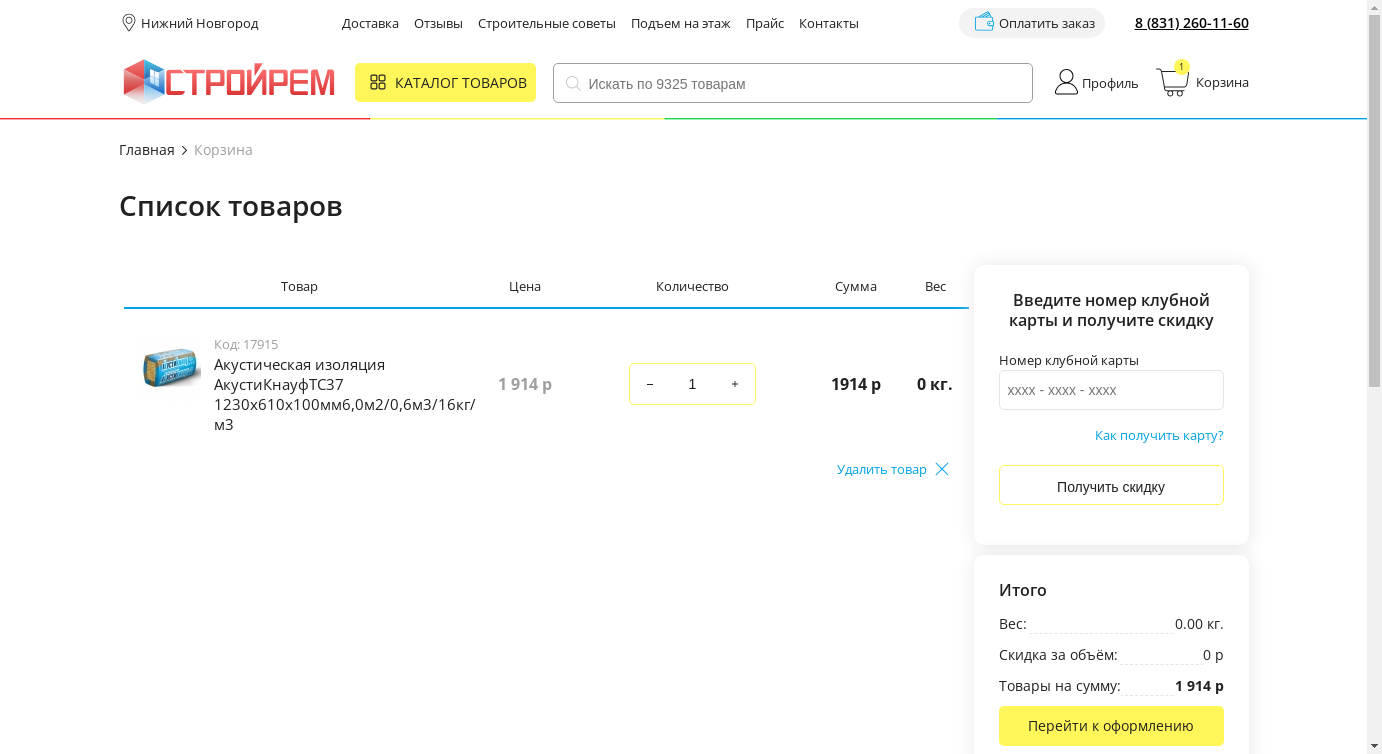 Нижний Новгород
Доставка Отзывы Строительные советы Подъем на этаж Прайс Контакты
Оплатить заказ
8 (831) 260-11-60
СТРОЙРЕМ
КАТАЛОГ ТОВАРОВ
Искать по 9325 товарам
Профиль
1
Корзина
Главная Корзина
Список товаров
Товар Цена Количество Сумма Вес
Код: 17915
Акустическая изоляция
АкустиКнауфТС37
1230х610х100мм6,0м2/0,6м3/16кг/
м3
1 914 р
− 1 +
1914 р
0 кг.
Удалить товар
Введите номер клубной
карты и получите скидку
Номер клубной карты
xxxx - xxxx - xxxx
Как получить карту?
Получить скидку
Итого
Вес: 0.00 кг.
Скидка за объём: 0 р
Товары на сумму: 1 914 р
Перейти к оформлению